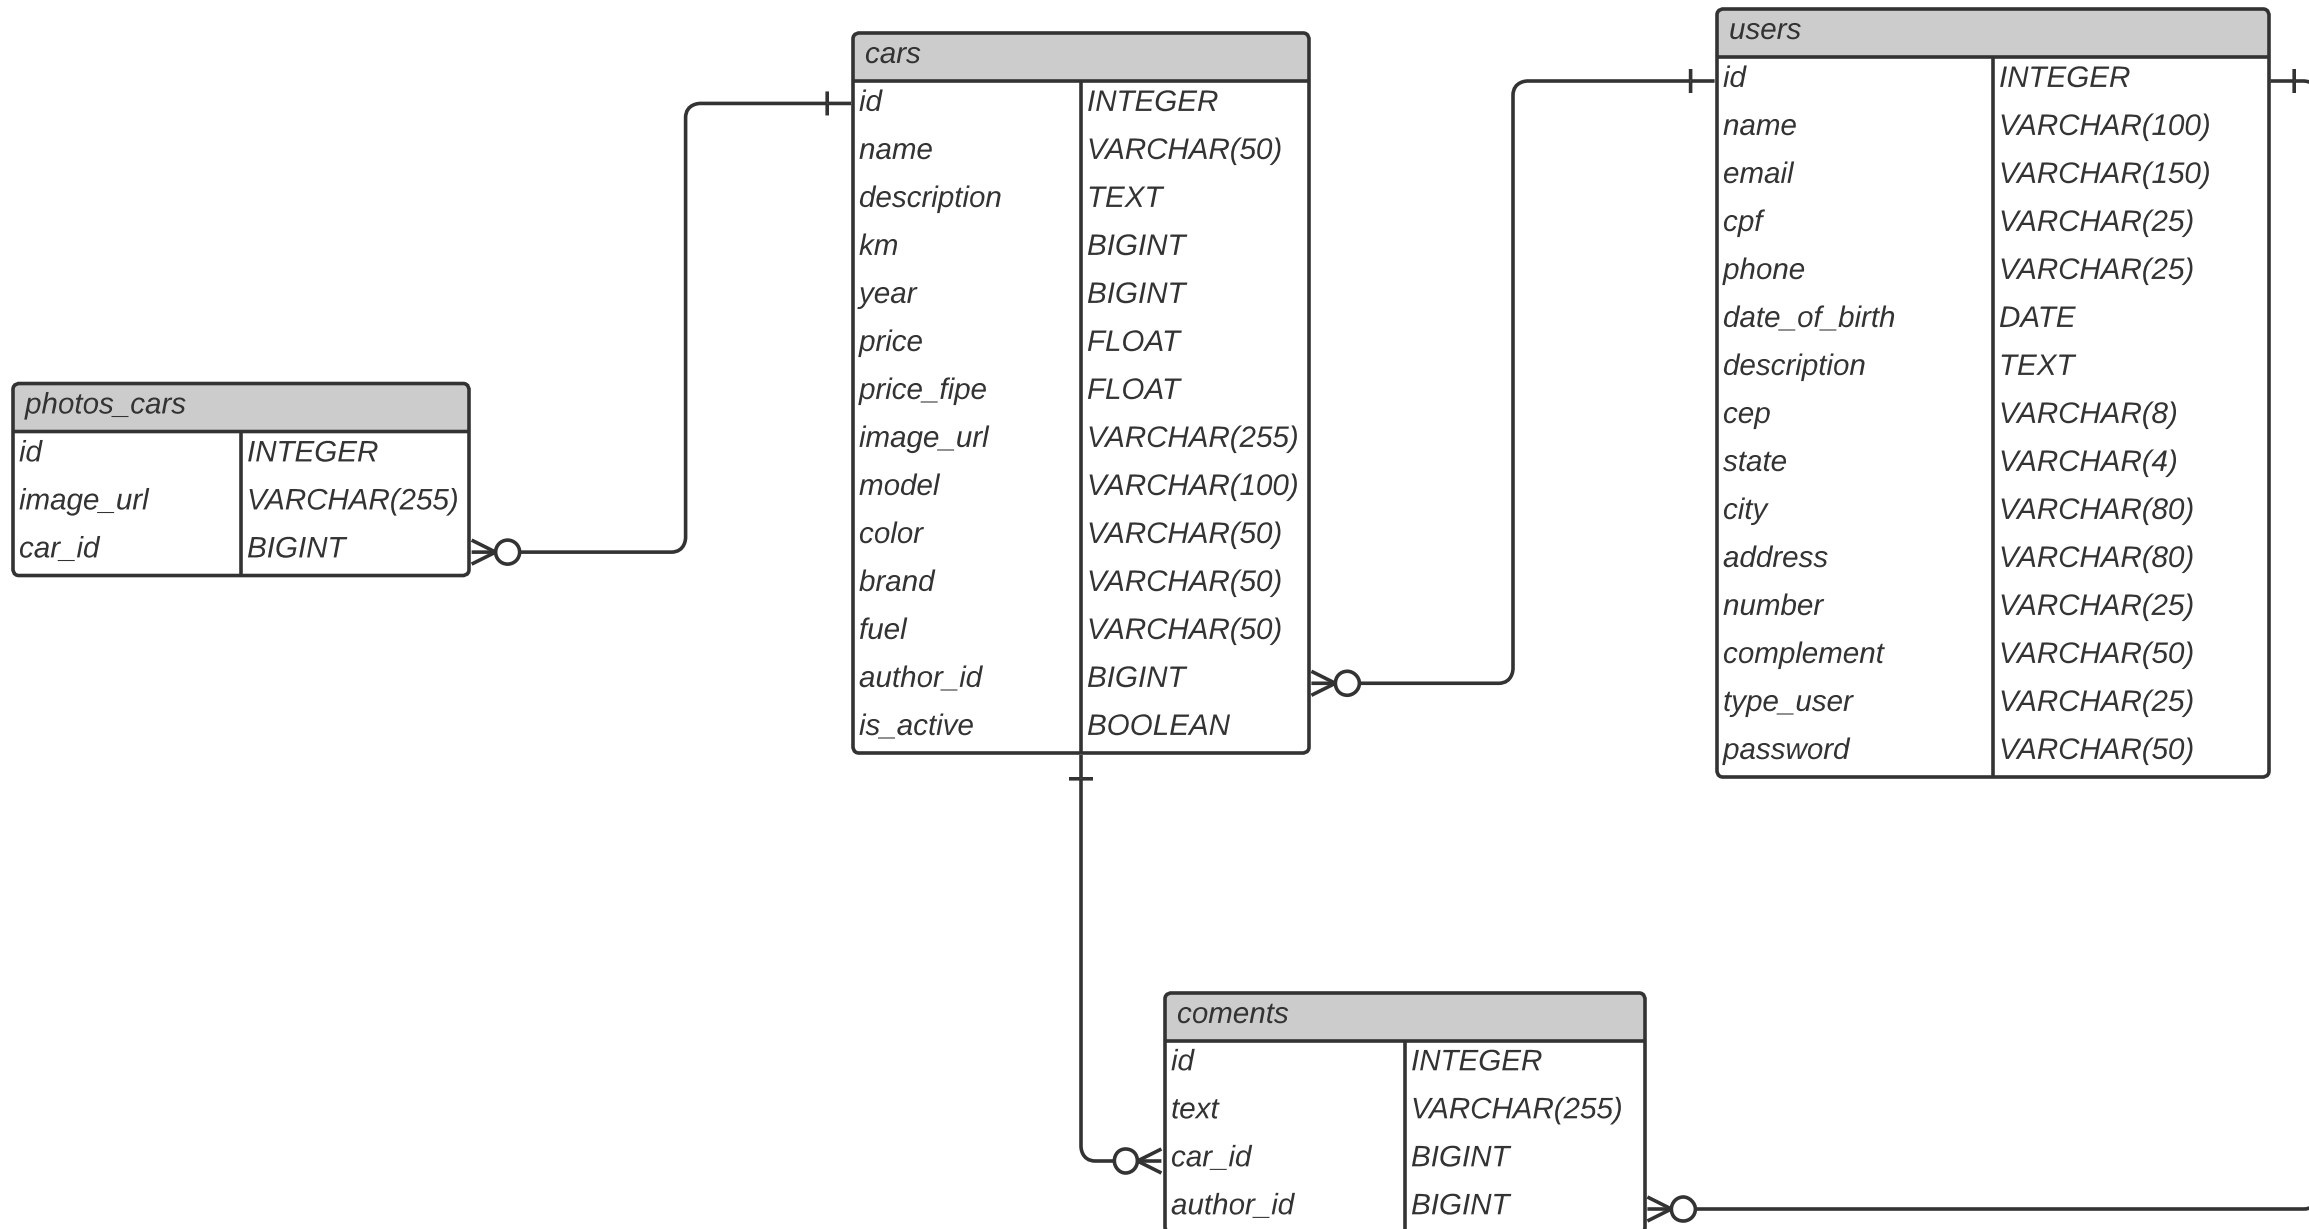 cars
id INTEGER
name VARCHAR(50)
description TEXT
km BIGINT
year BIGINT
price FLOAT
price_fipe FLOAT
image_url VARCHAR(255)
model VARCHAR(100)
color VARCHAR(50)
brand VARCHAR(50)
fuel VARCHAR(50)
author_id BIGINT
is_active BOOLEAN
users
id INTEGER
name VARCHAR(100)
email VARCHAR(150)
cpf VARCHAR(25)
phone VARCHAR(25)
date_of_birth DATE
description TEXT
cep VARCHAR(8)
state VARCHAR(4)
city VARCHAR(80)
address VARCHAR(80)
number VARCHAR(25)
complement VARCHAR(50)
type_user VARCHAR(25)
password VARCHAR(50)
photos_cars
id INTEGER
image_url VARCHAR(255)
car_id BIGINT
coments
id INTEGER
text VARCHAR(255)
car_id BIGINT
author_id BIGINT